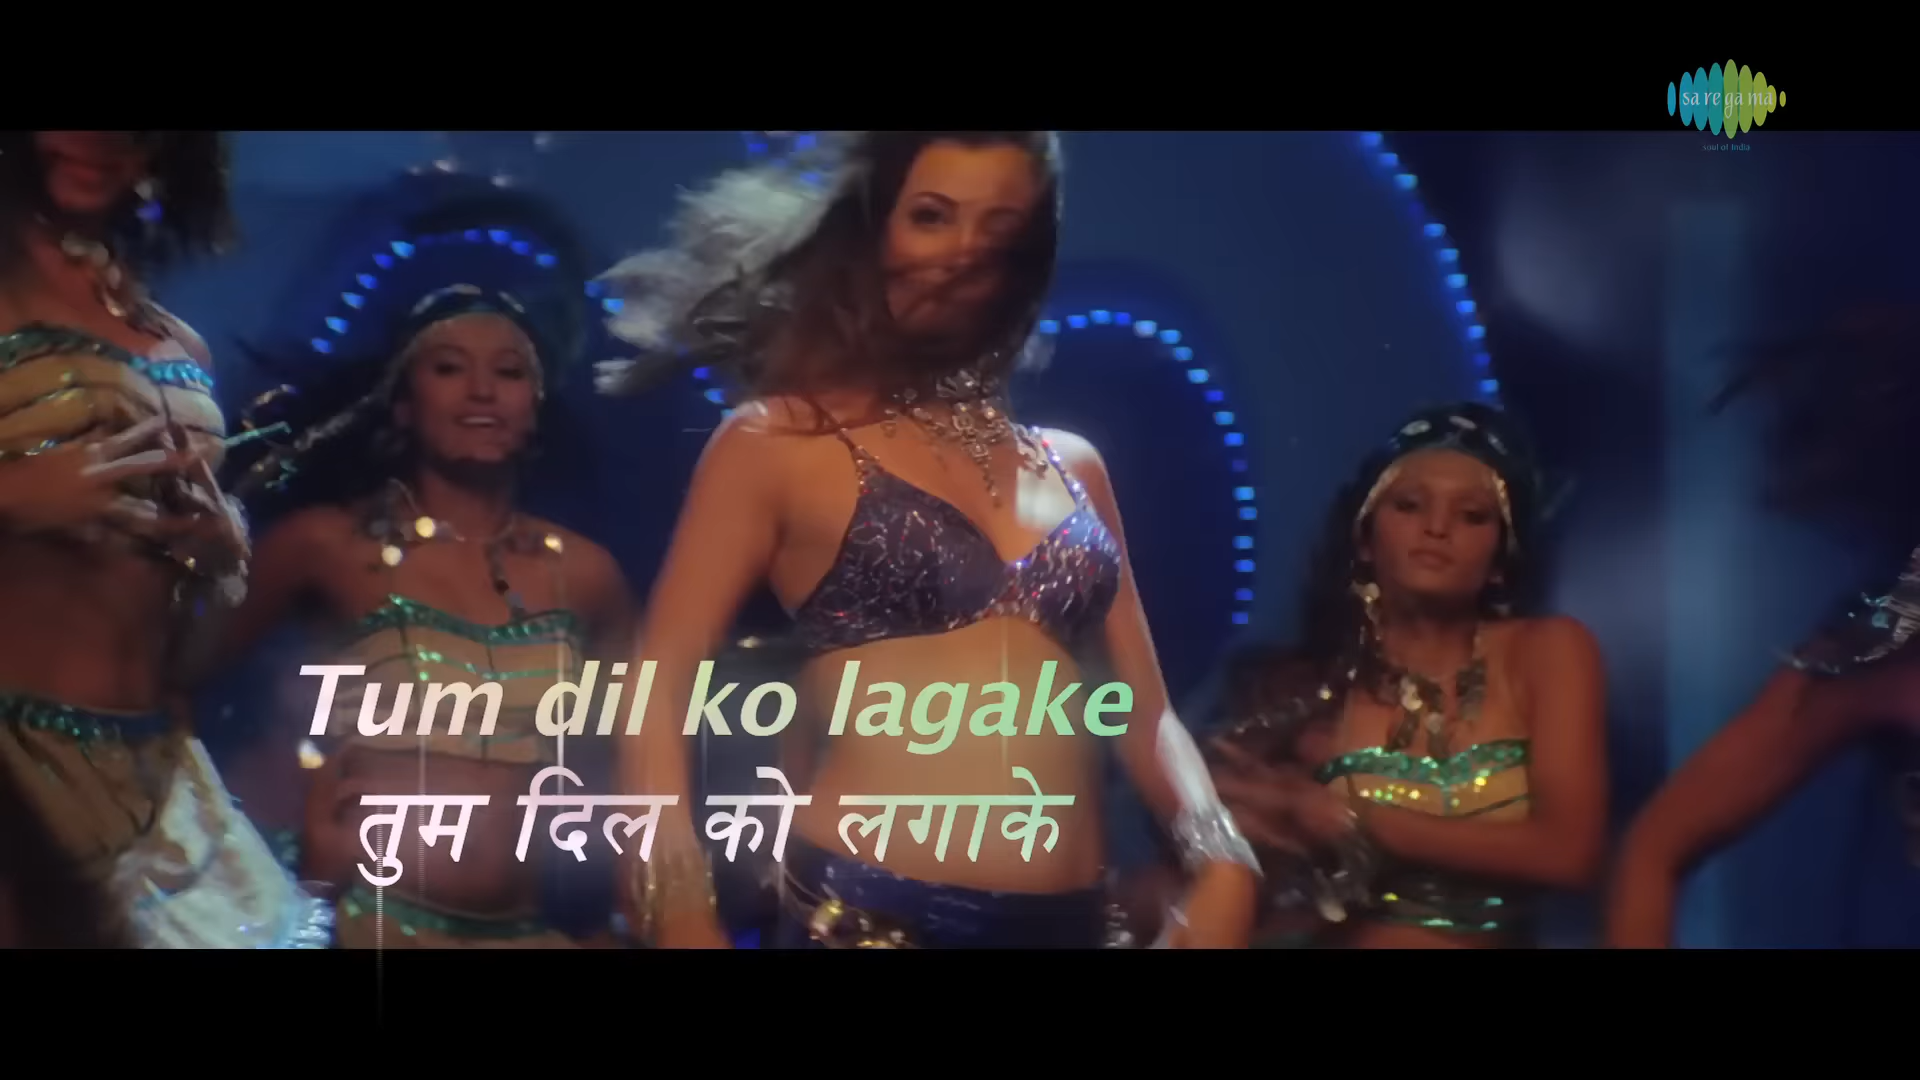 sa re ga ma
soul of India
Tum dil ko lagake
तुम दिल को लगाके